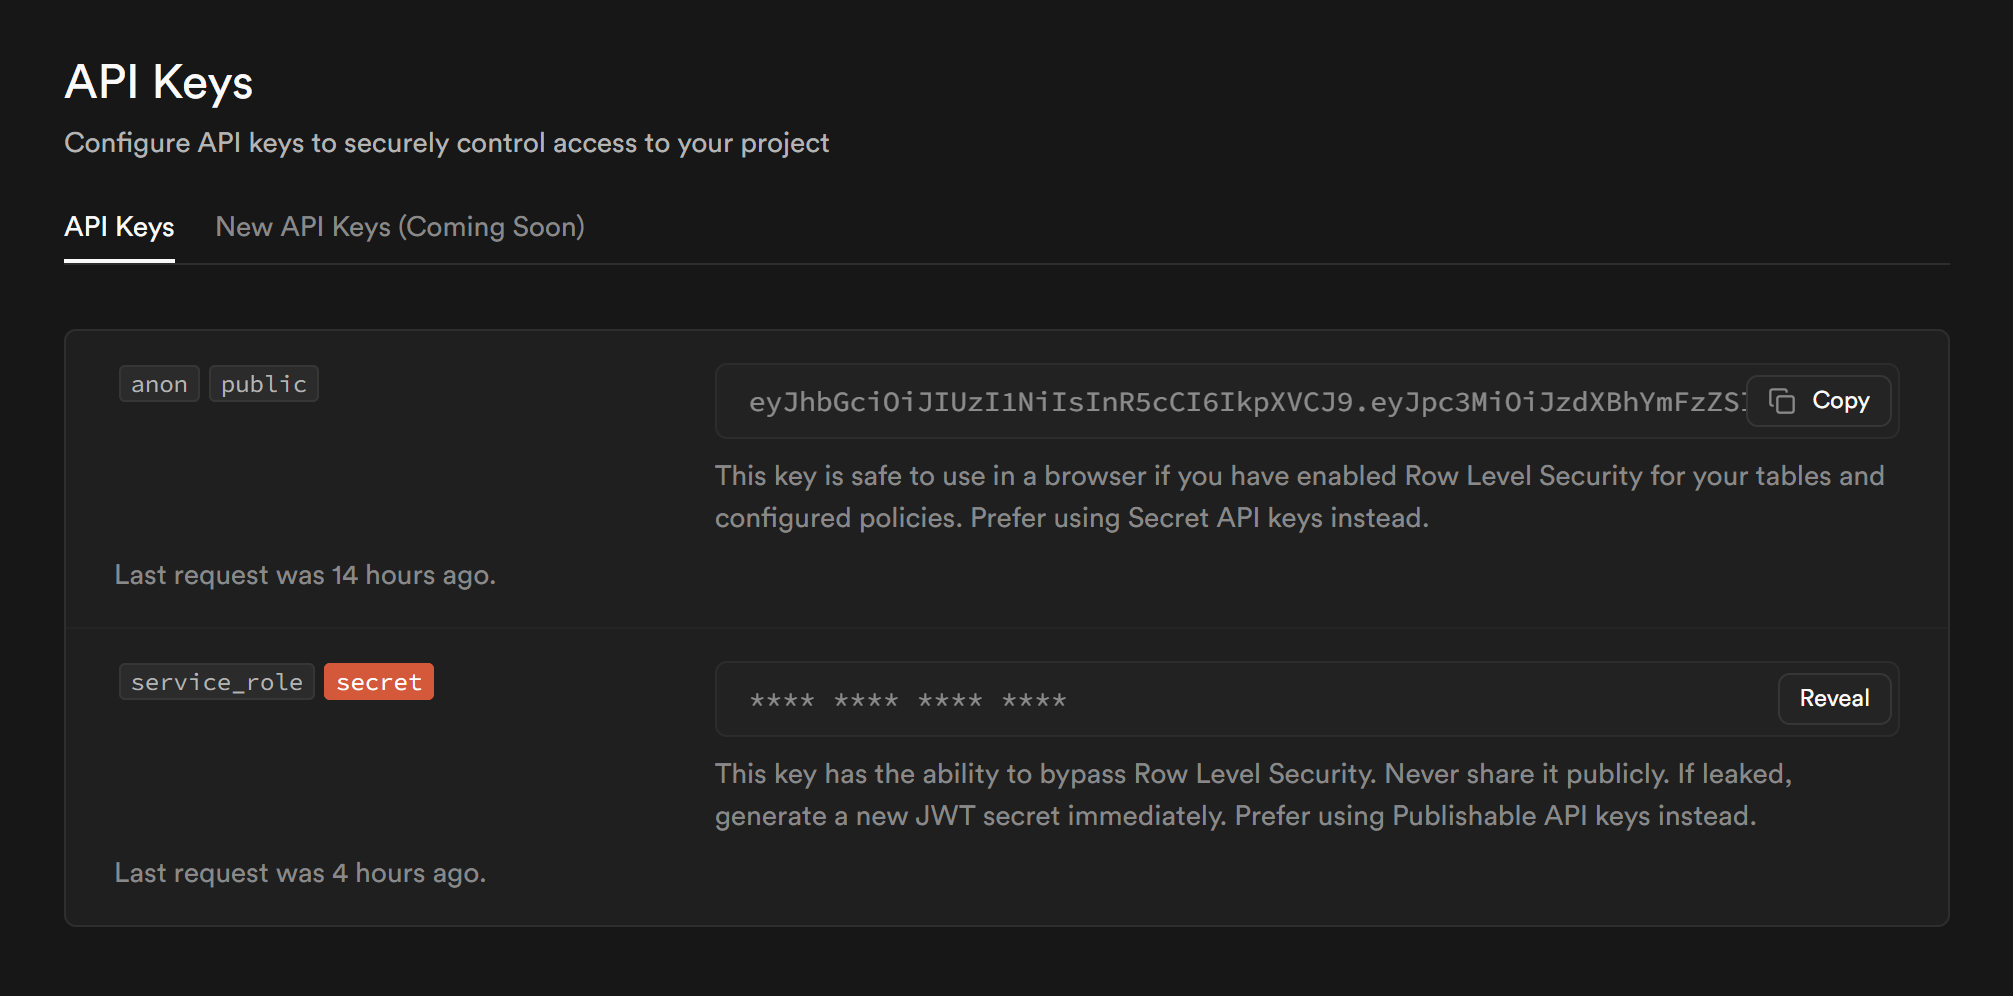 API Keys
Configure API keys to securely control access to your project
API Keys New API Keys (Coming Soon)
anon public
eyJhbGciOiJIUzI1NiIsInR5cCI6IkpXVCJ9.eyJpc3MiOiJzdXBhYmFzZS Copy
This key is safe to use in a browser if you have enabled Row Level Security for your tables and
configured policies. Prefer using Secret API keys instead.
Last request was 14 hours ago.
service_role secret
**** **** **** **** Reveal
This key has the ability to bypass Row Level Security. Never share it publicly. If leaked,
generate a new JWT secret immediately. Prefer using Publishable API keys instead.
Last request was 4 hours ago.